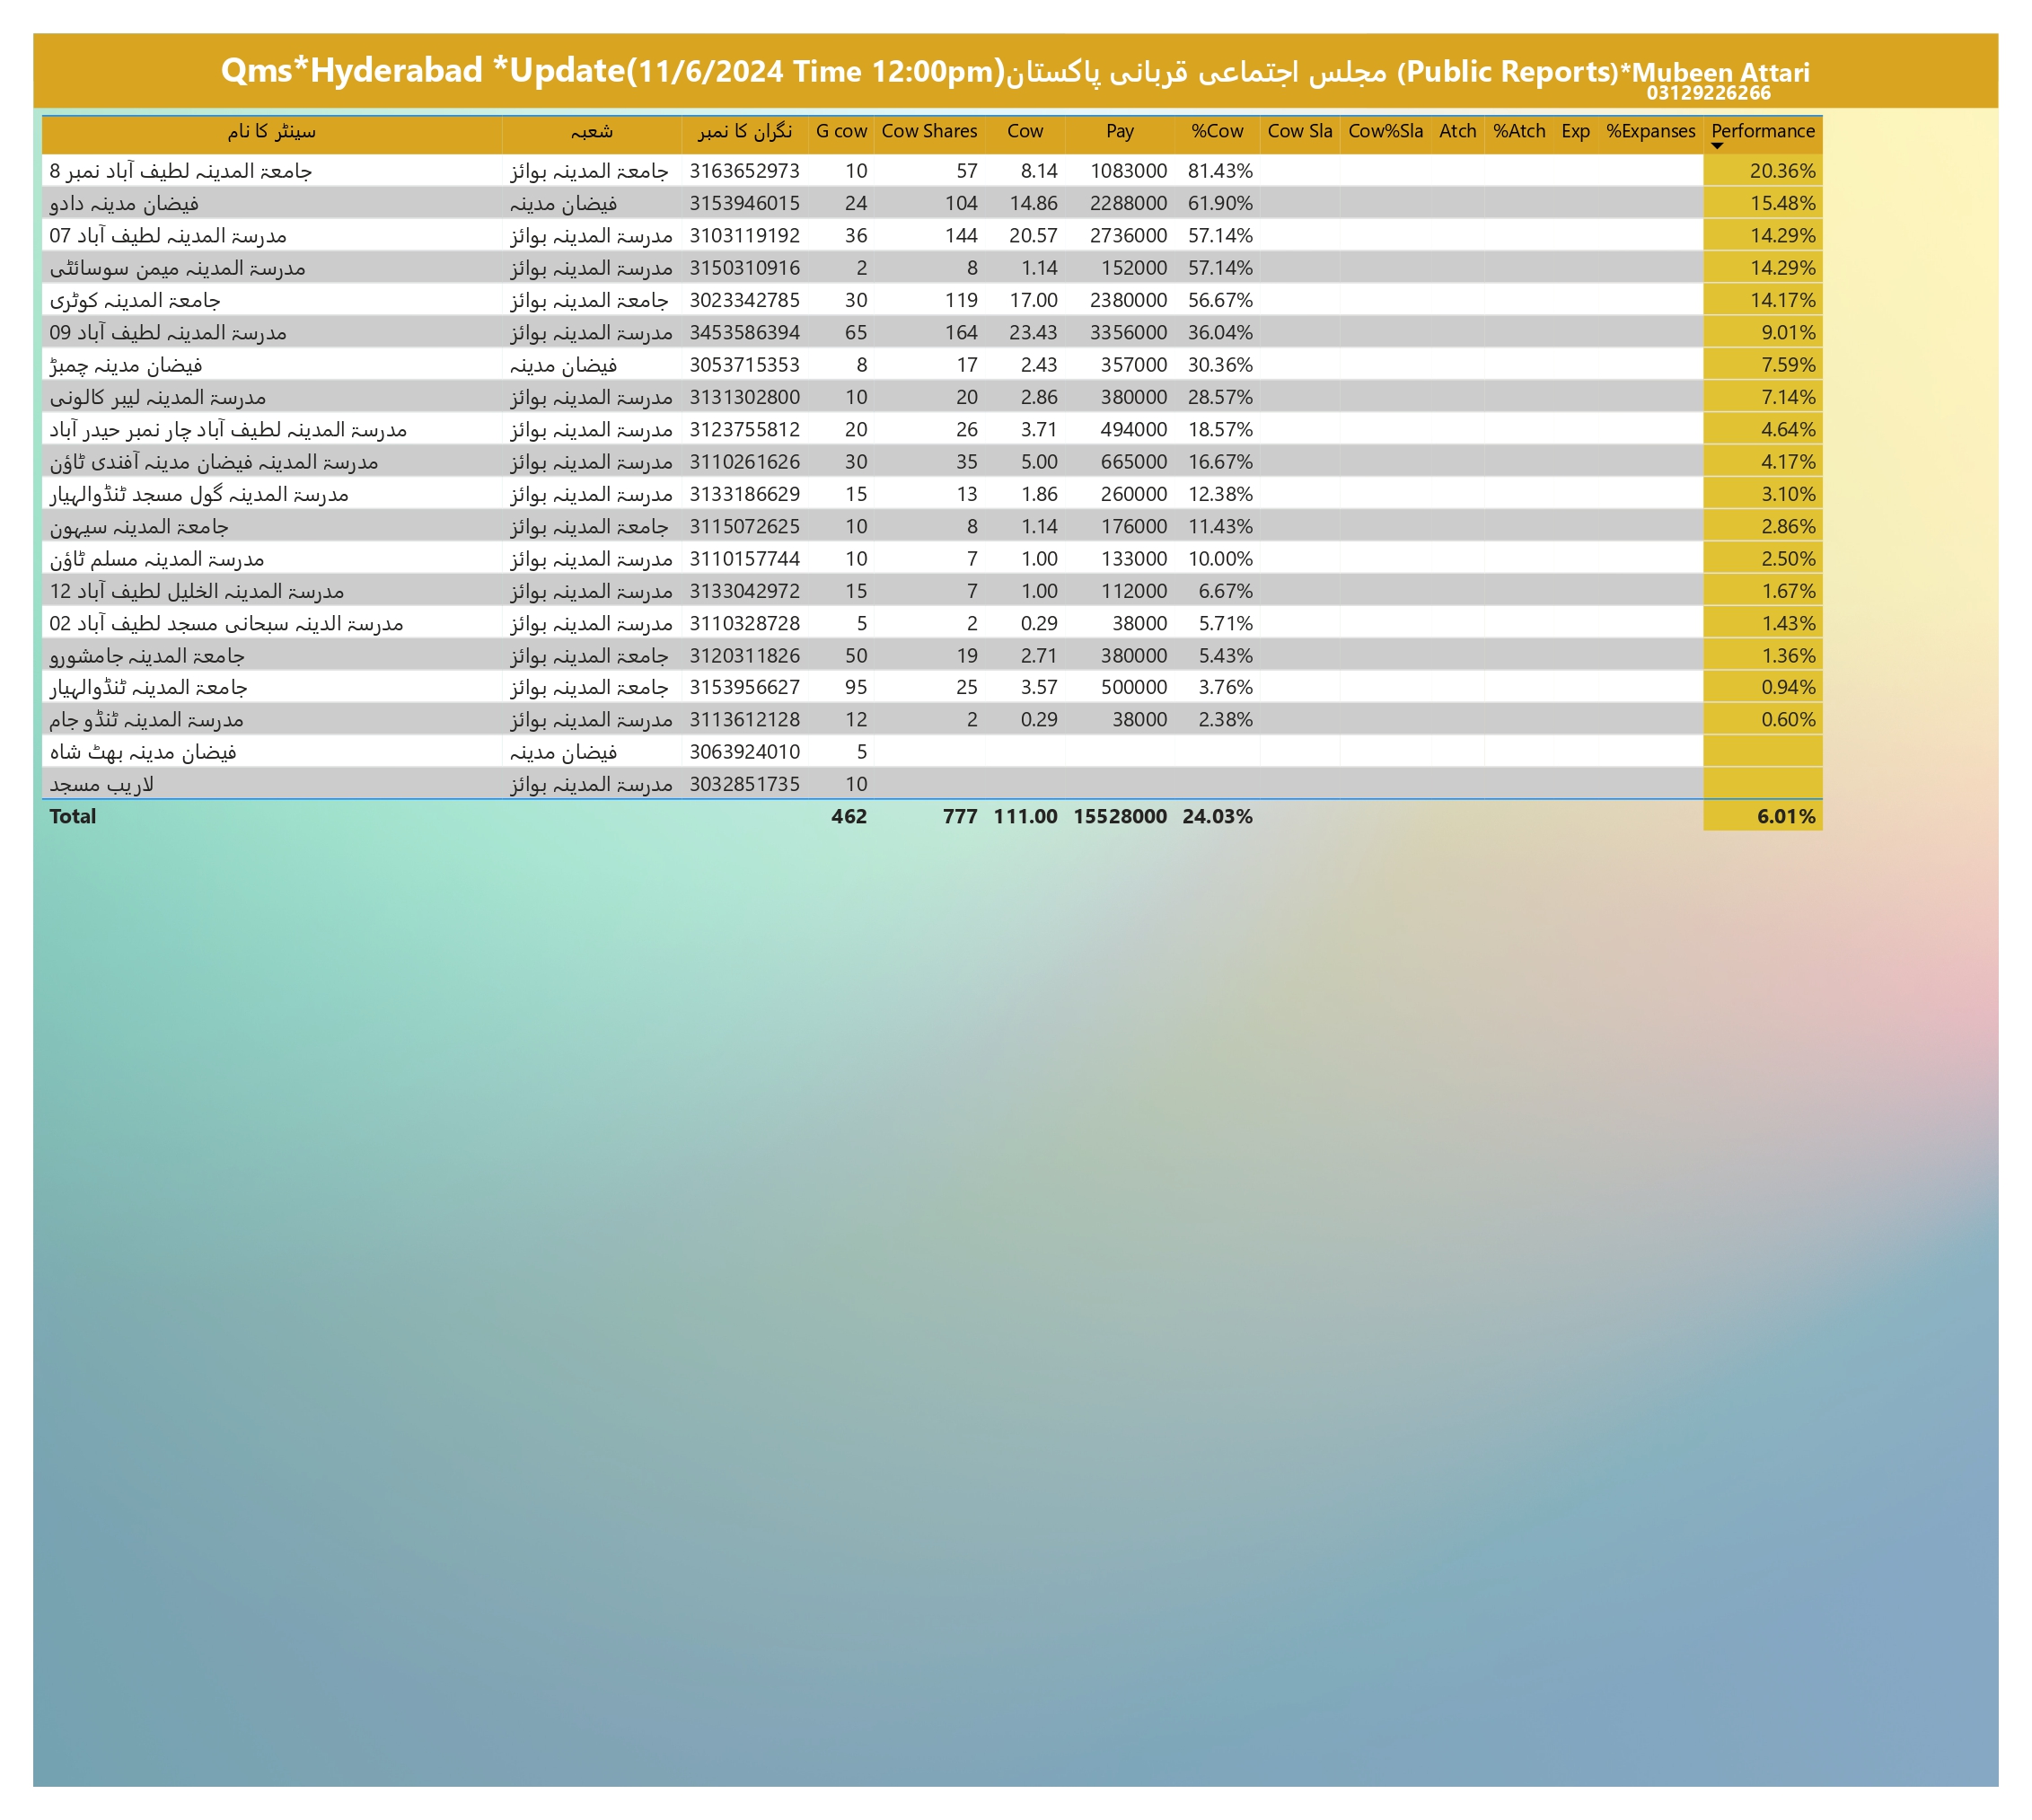 Qms*Hyderabad *Update(11/6/2024 Time 12:00pm)مجلس اجتماعی قربانی پاکستان (Public Reports)*Mubeen Attari
03129226266
سینٹر کا نام شعبہ نگران کا نمبر G cow Cow Shares Cow Pay %Cow Cow Sla Cow%Sla Atch %Atch Exp %Expanses Performance
جامعۃ المدینہ لطیف آباد نمبر 8 جامعۃ المدینہ بوائز 3163652973 10 57 8.14 1083000 81.43% 20.36%
فیضان مدینہ دادو فیضان مدینہ 3153946015 24 104 14.86 2288000 61.90% 15.48%
مدرسۃ المدینہ لطیف آباد 07 مدرسۃ المدینہ بوائز 3103119192 36 144 20.57 2736000 57.14% 14.29%
مدرسۃ المدینہ میمن سوسائٹی مدرسۃ المدینہ بوائز 3150310916 2 8 1.14 152000 57.14% 14.29%
جامعۃ المدینہ کوٹری جامعۃ المدینہ بوائز 3023342785 30 119 17.00 2380000 56.67% 14.17%
مدرسۃ المدینہ لطیف آباد 09 مدرسۃ المدینہ بوائز 3453586394 65 164 23.43 3356000 36.04% 9.01%
فیضان مدینہ چمبڑ فیضان مدینہ 3053715353 8 17 2.43 357000 30.36% 7.59%
مدرسۃ المدینہ لیبر کالونی مدرسۃ المدینہ بوائز 3131302800 10 20 2.86 380000 28.57% 7.14%
مدرسۃ المدینہ لطیف آباد چار نمبر حیدر آباد مدرسۃ المدینہ بوائز 3123755812 20 26 3.71 494000 18.57% 4.64%
مدرسۃ المدینہ فیضان مدینہ آفندی ٹاؤن مدرسۃ المدینہ بوائز 3110261626 30 35 5.00 665000 16.67% 4.17%
مدرسۃ المدینہ گول مسجد ٹنڈوالہیار مدرسۃ المدینہ بوائز 3133186629 15 13 1.86 260000 12.38% 3.10%
جامعۃ المدینہ سیہون جامعۃ المدینہ بوائز 3115072625 10 8 1.14 176000 11.43% 2.86%
مدرسۃ المدینہ مسلم ٹاؤن مدرسۃ المدینہ بوائز 3110157744 10 7 1.00 133000 10.00% 2.50%
مدرسۃ المدینہ الخلیل لطیف آباد 12 مدرسۃ المدینہ بوائز 3133042972 15 7 1.00 112000 6.67% 1.67%
مدرسۃ الدینہ سبحانی مسجد لطیف آباد 02 مدرسۃ المدینہ بوائز 3110328728 5 2 0.29 38000 5.71% 1.43%
جامعۃ المدینہ جامشورو جامعۃ المدینہ بوائز 3120311826 50 19 2.71 380000 5.43% 1.36%
جامعۃ المدینہ ٹنڈوالہیار جامعۃ المدینہ بوائز 3153956627 95 25 3.57 500000 3.76% 0.94%
مدرسۃ المدینہ ٹنڈو جام مدرسۃ المدینہ بوائز 3113612128 12 2 0.29 38000 2.38% 0.60%
فیضان مدینہ بھٹ شاہ فیضان مدینہ 3063924010 5
لاریب مسجد مدرسۃ المدینہ بوائز 3032851735 10
Total 462 777 111.00 15528000 24.03% 6.01%